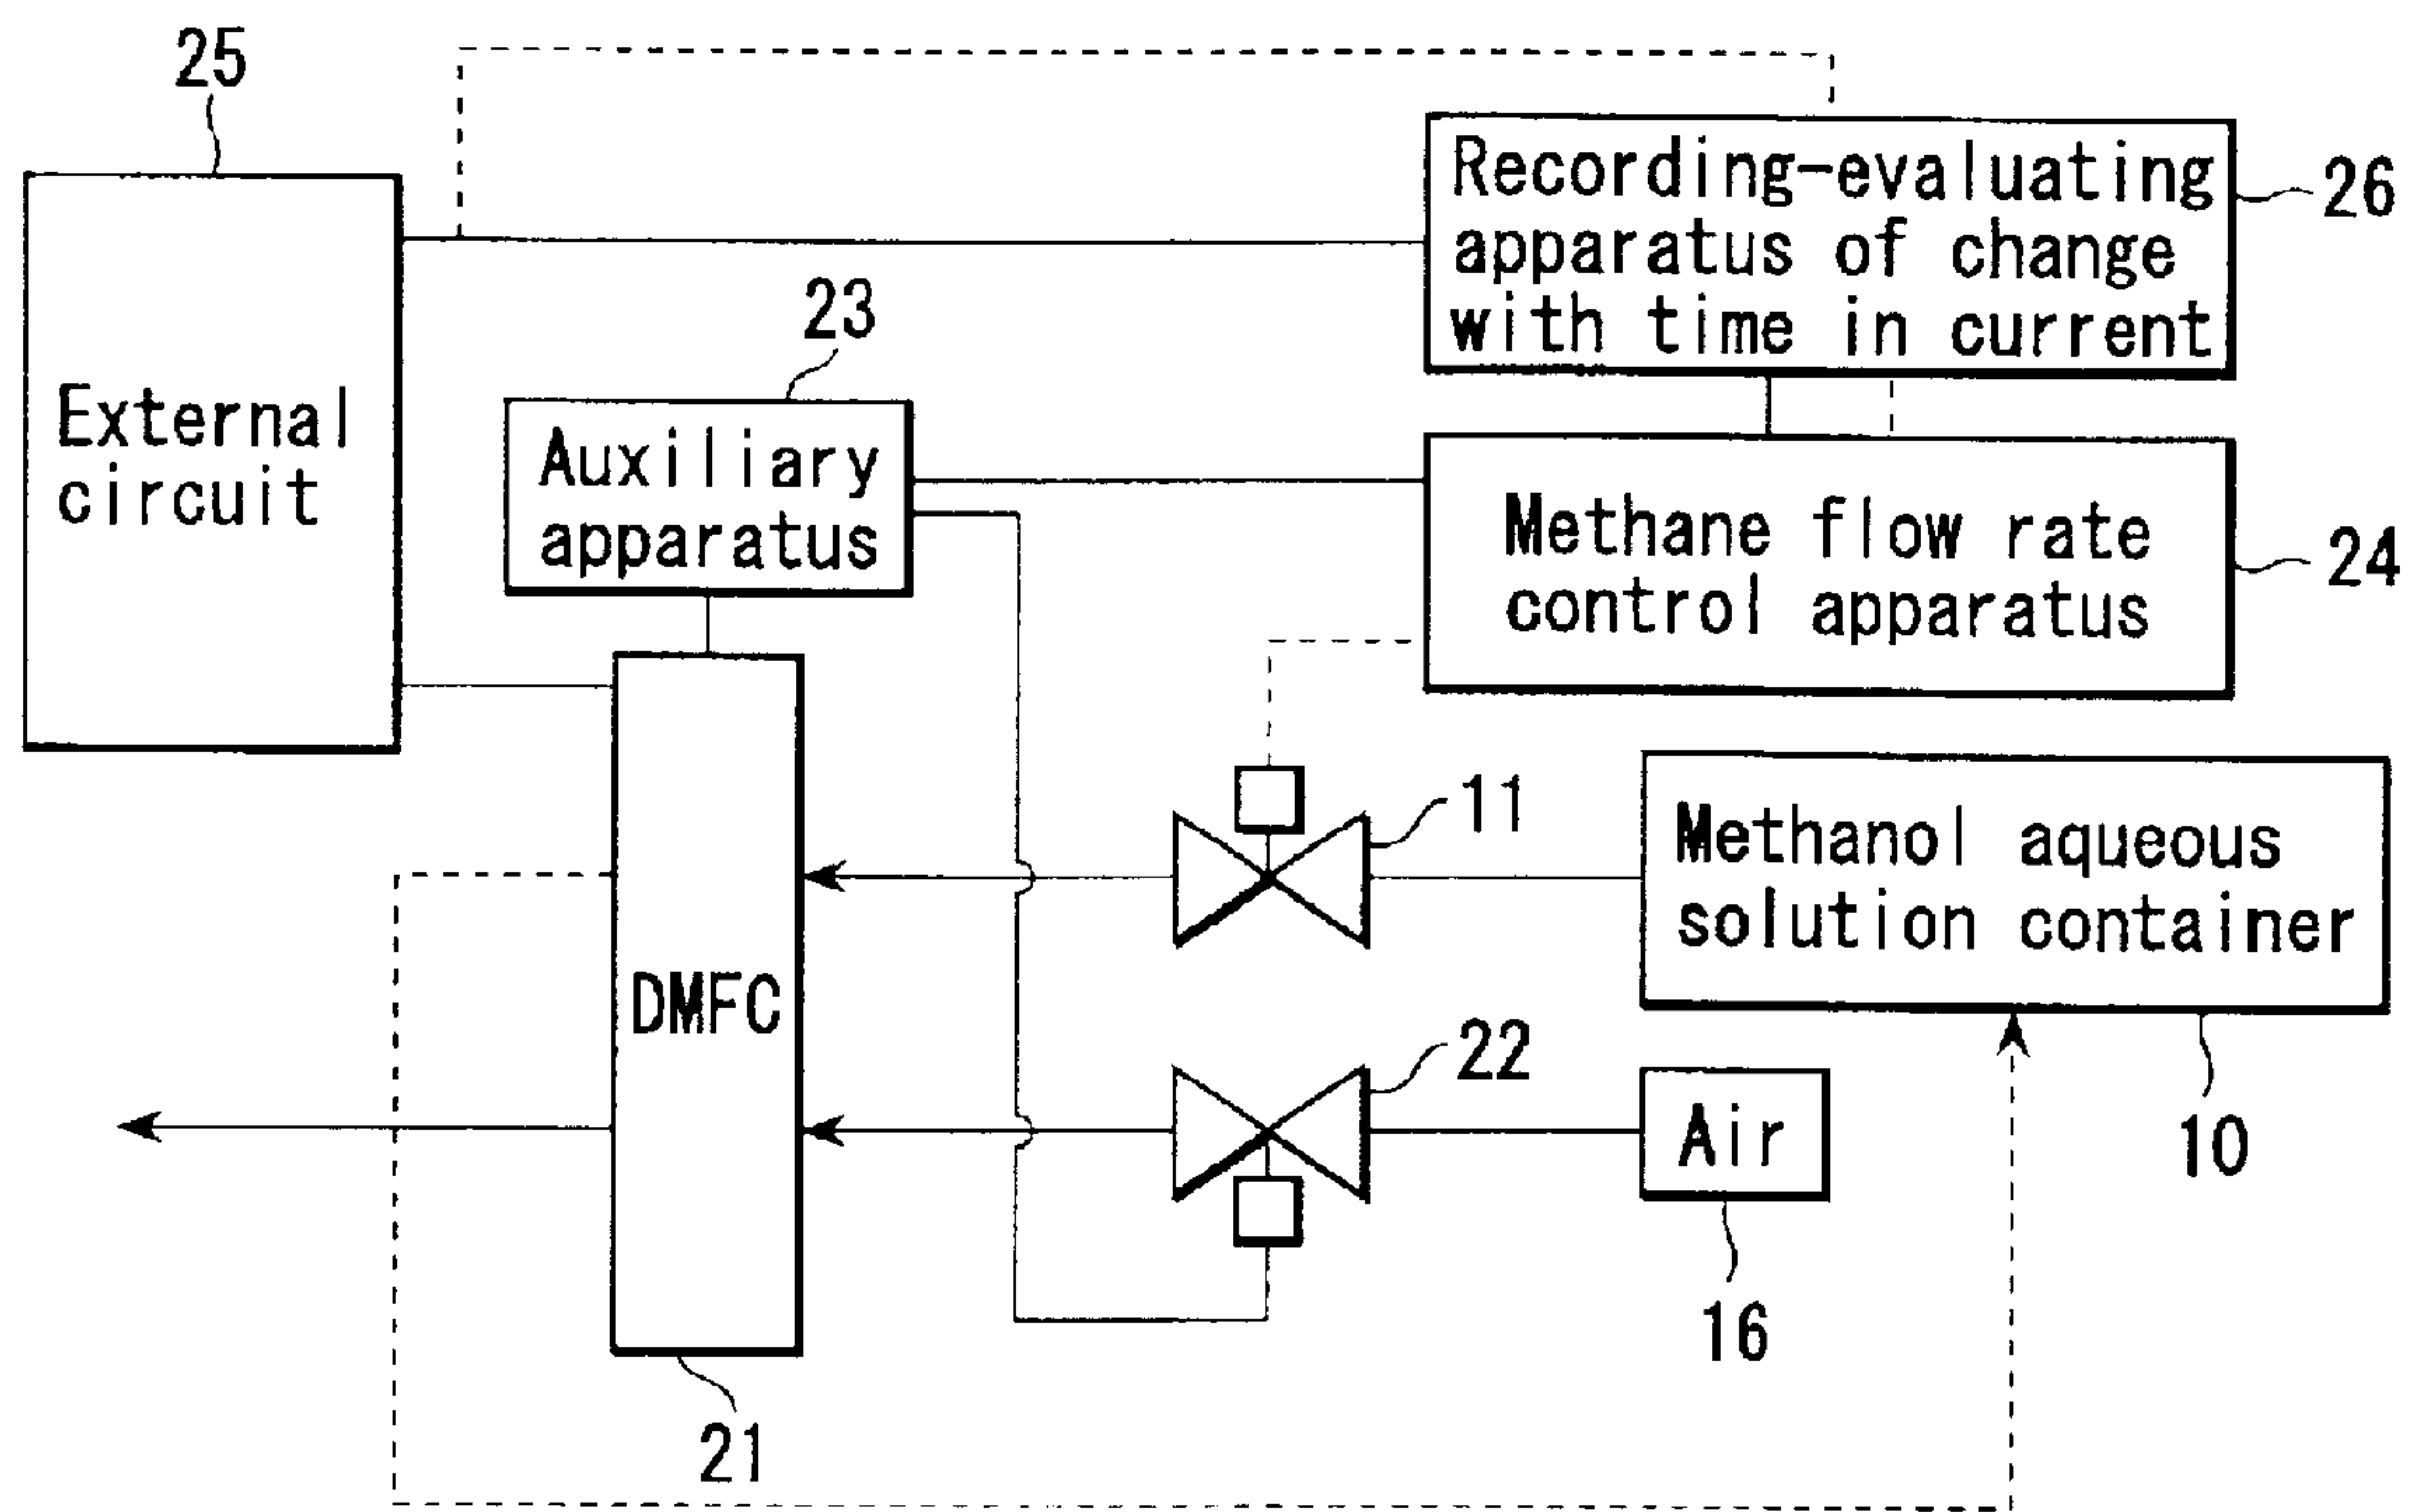 25
Recording-evaluating
apparatus of change
with time in current
26
23
External
circuit
Auxiliary
apparatus
Methane flow rate
control apparatus
24
11
Methanol aqueous
solution container
DMFC
22
Air
10
16
21